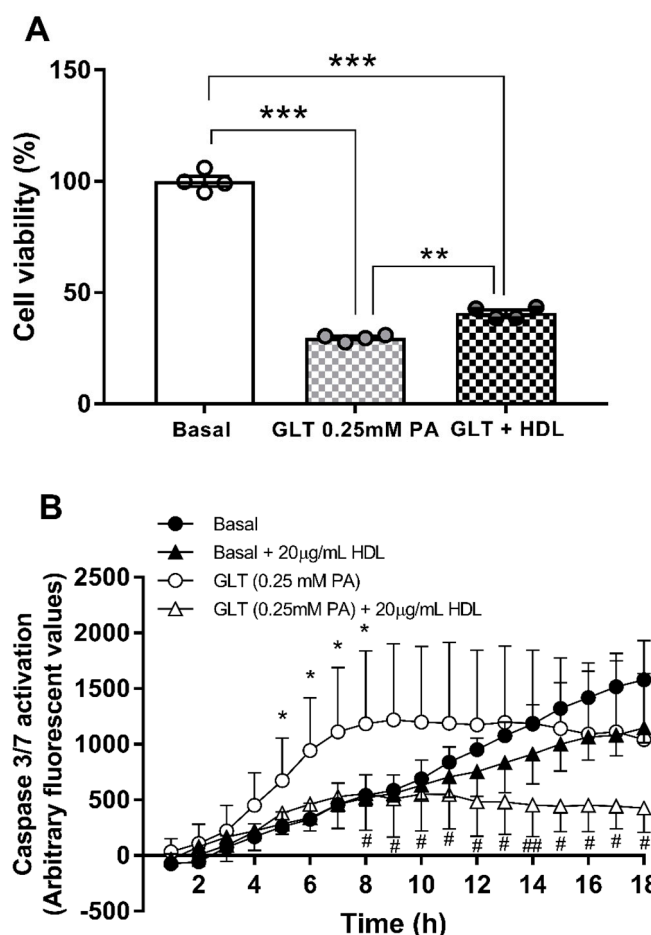 A
150
***
***
100
Cell viability (%)
**
50
0
Basal
GLT 0.25mM PA
GLT + HDL
B
Basal
Basal + 20µg/mL HDL
GLT (0.25 mM PA)
GLT (0.25mM PA) + 20µg/mL HDL
Caspase 3/7 activation
(Arbitrary fluorescent values)
2500
2000
1500
1000
500
0
-500
* * * *
# # # # # # ## # # # #
2 4 6 8 10 12 14 16 18
Time (h)